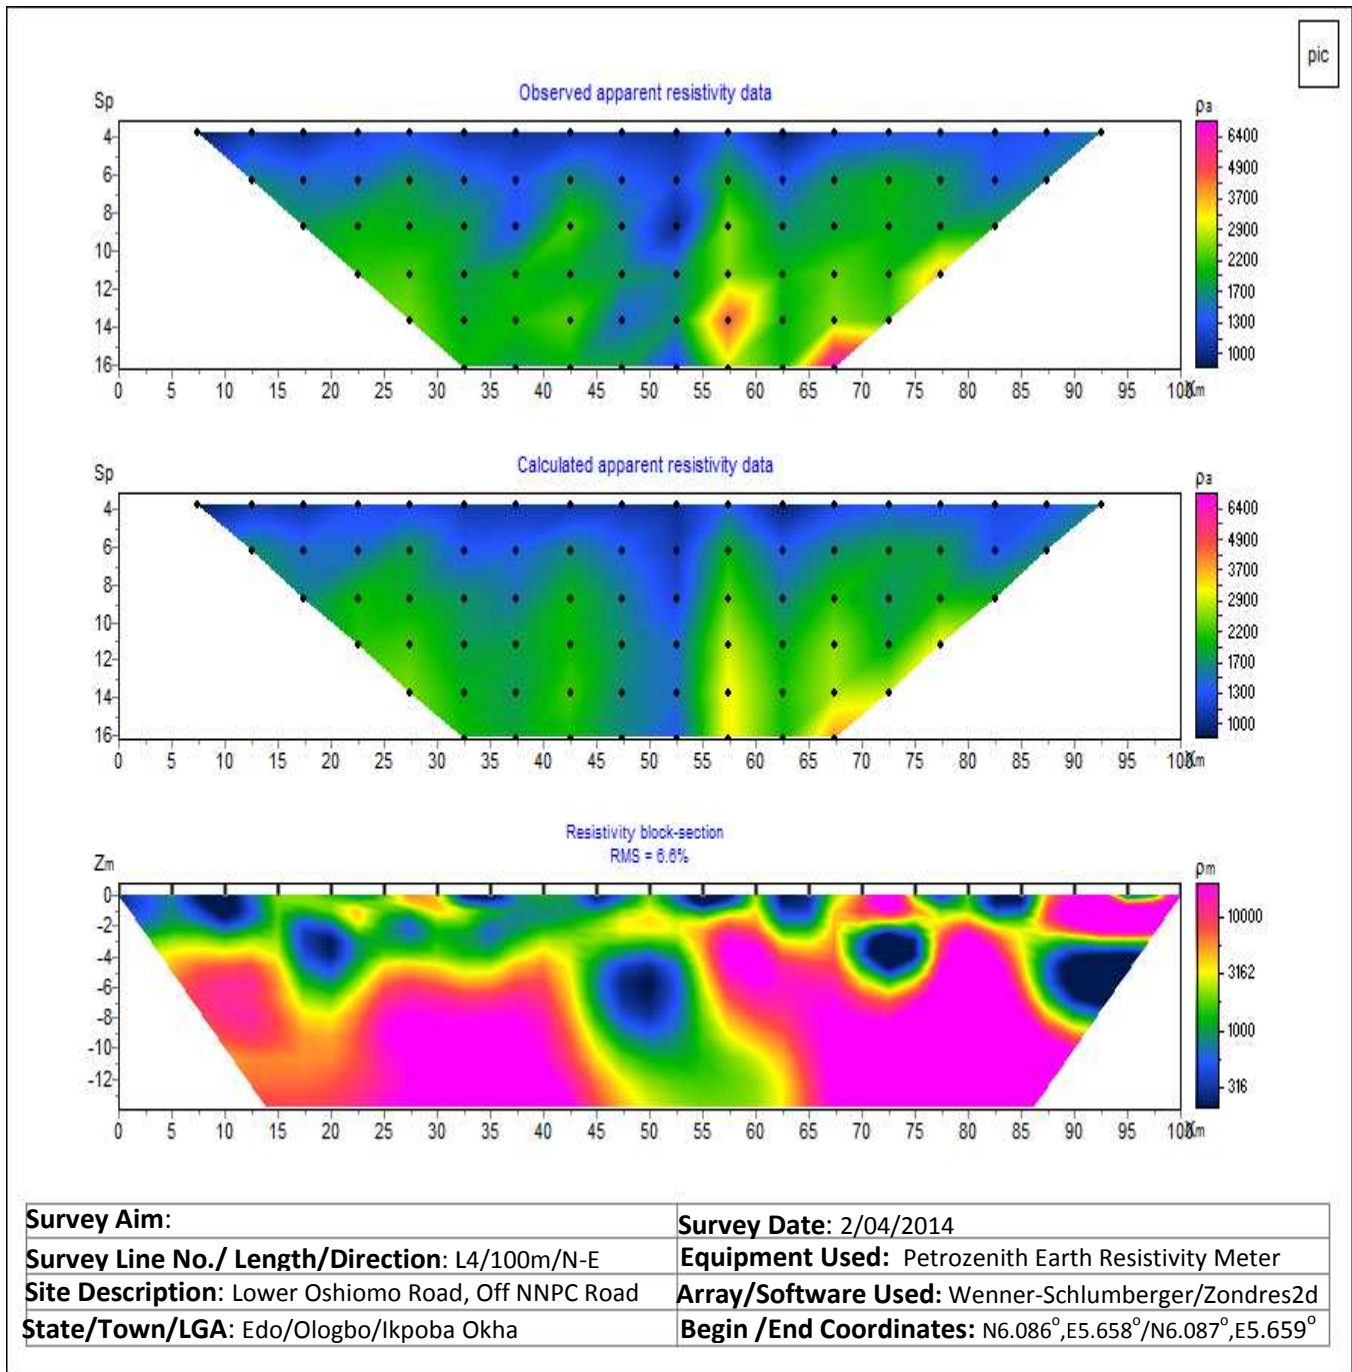 pic
Observed apparent resistivity data
Sp
ρa
4
6
8
10
12
14
16
6400
4900
3700
2900
2200
1700
1300
1000
0 5 10 15 20 25 30 35 40 45 50 55 60 65 70 75 80 85 90 95 100 Xm
Calculated apparent resistivity data
Sp
ρa
4
6
8
10
12
14
16
6400
4900
3700
2900
2200
1700
1300
1000
0 5 10 15 20 25 30 35 40 45 50 55 60 65 70 75 80 85 90 95 100 Xm
Resistivity block-section
RMS = 6.6%
Zm
ρm
0
-2
-4
-6
-8
-10
-12
10000
3162
1000
316
0 5 10 15 20 25 30 35 40 45 50 55 60 65 70 75 80 85 90 95 100 Xm
Survey Aim:
Survey Date: 2/04/2014
Survey Line No./ Length/Direction: L4/100m/N-E
Equipment Used: Petrozenith Earth Resistivity Meter
Site Description: Lower Oshiomo Road, Off NNPC Road
Array/Software Used: Wenner-Schlumberger/Zondres2d
State/Town/LGA: Edo/Ologbo/Ikpoba Okha
Begin /End Coordinates: N6.086°,E5.658°/N6.087°,E5.659°